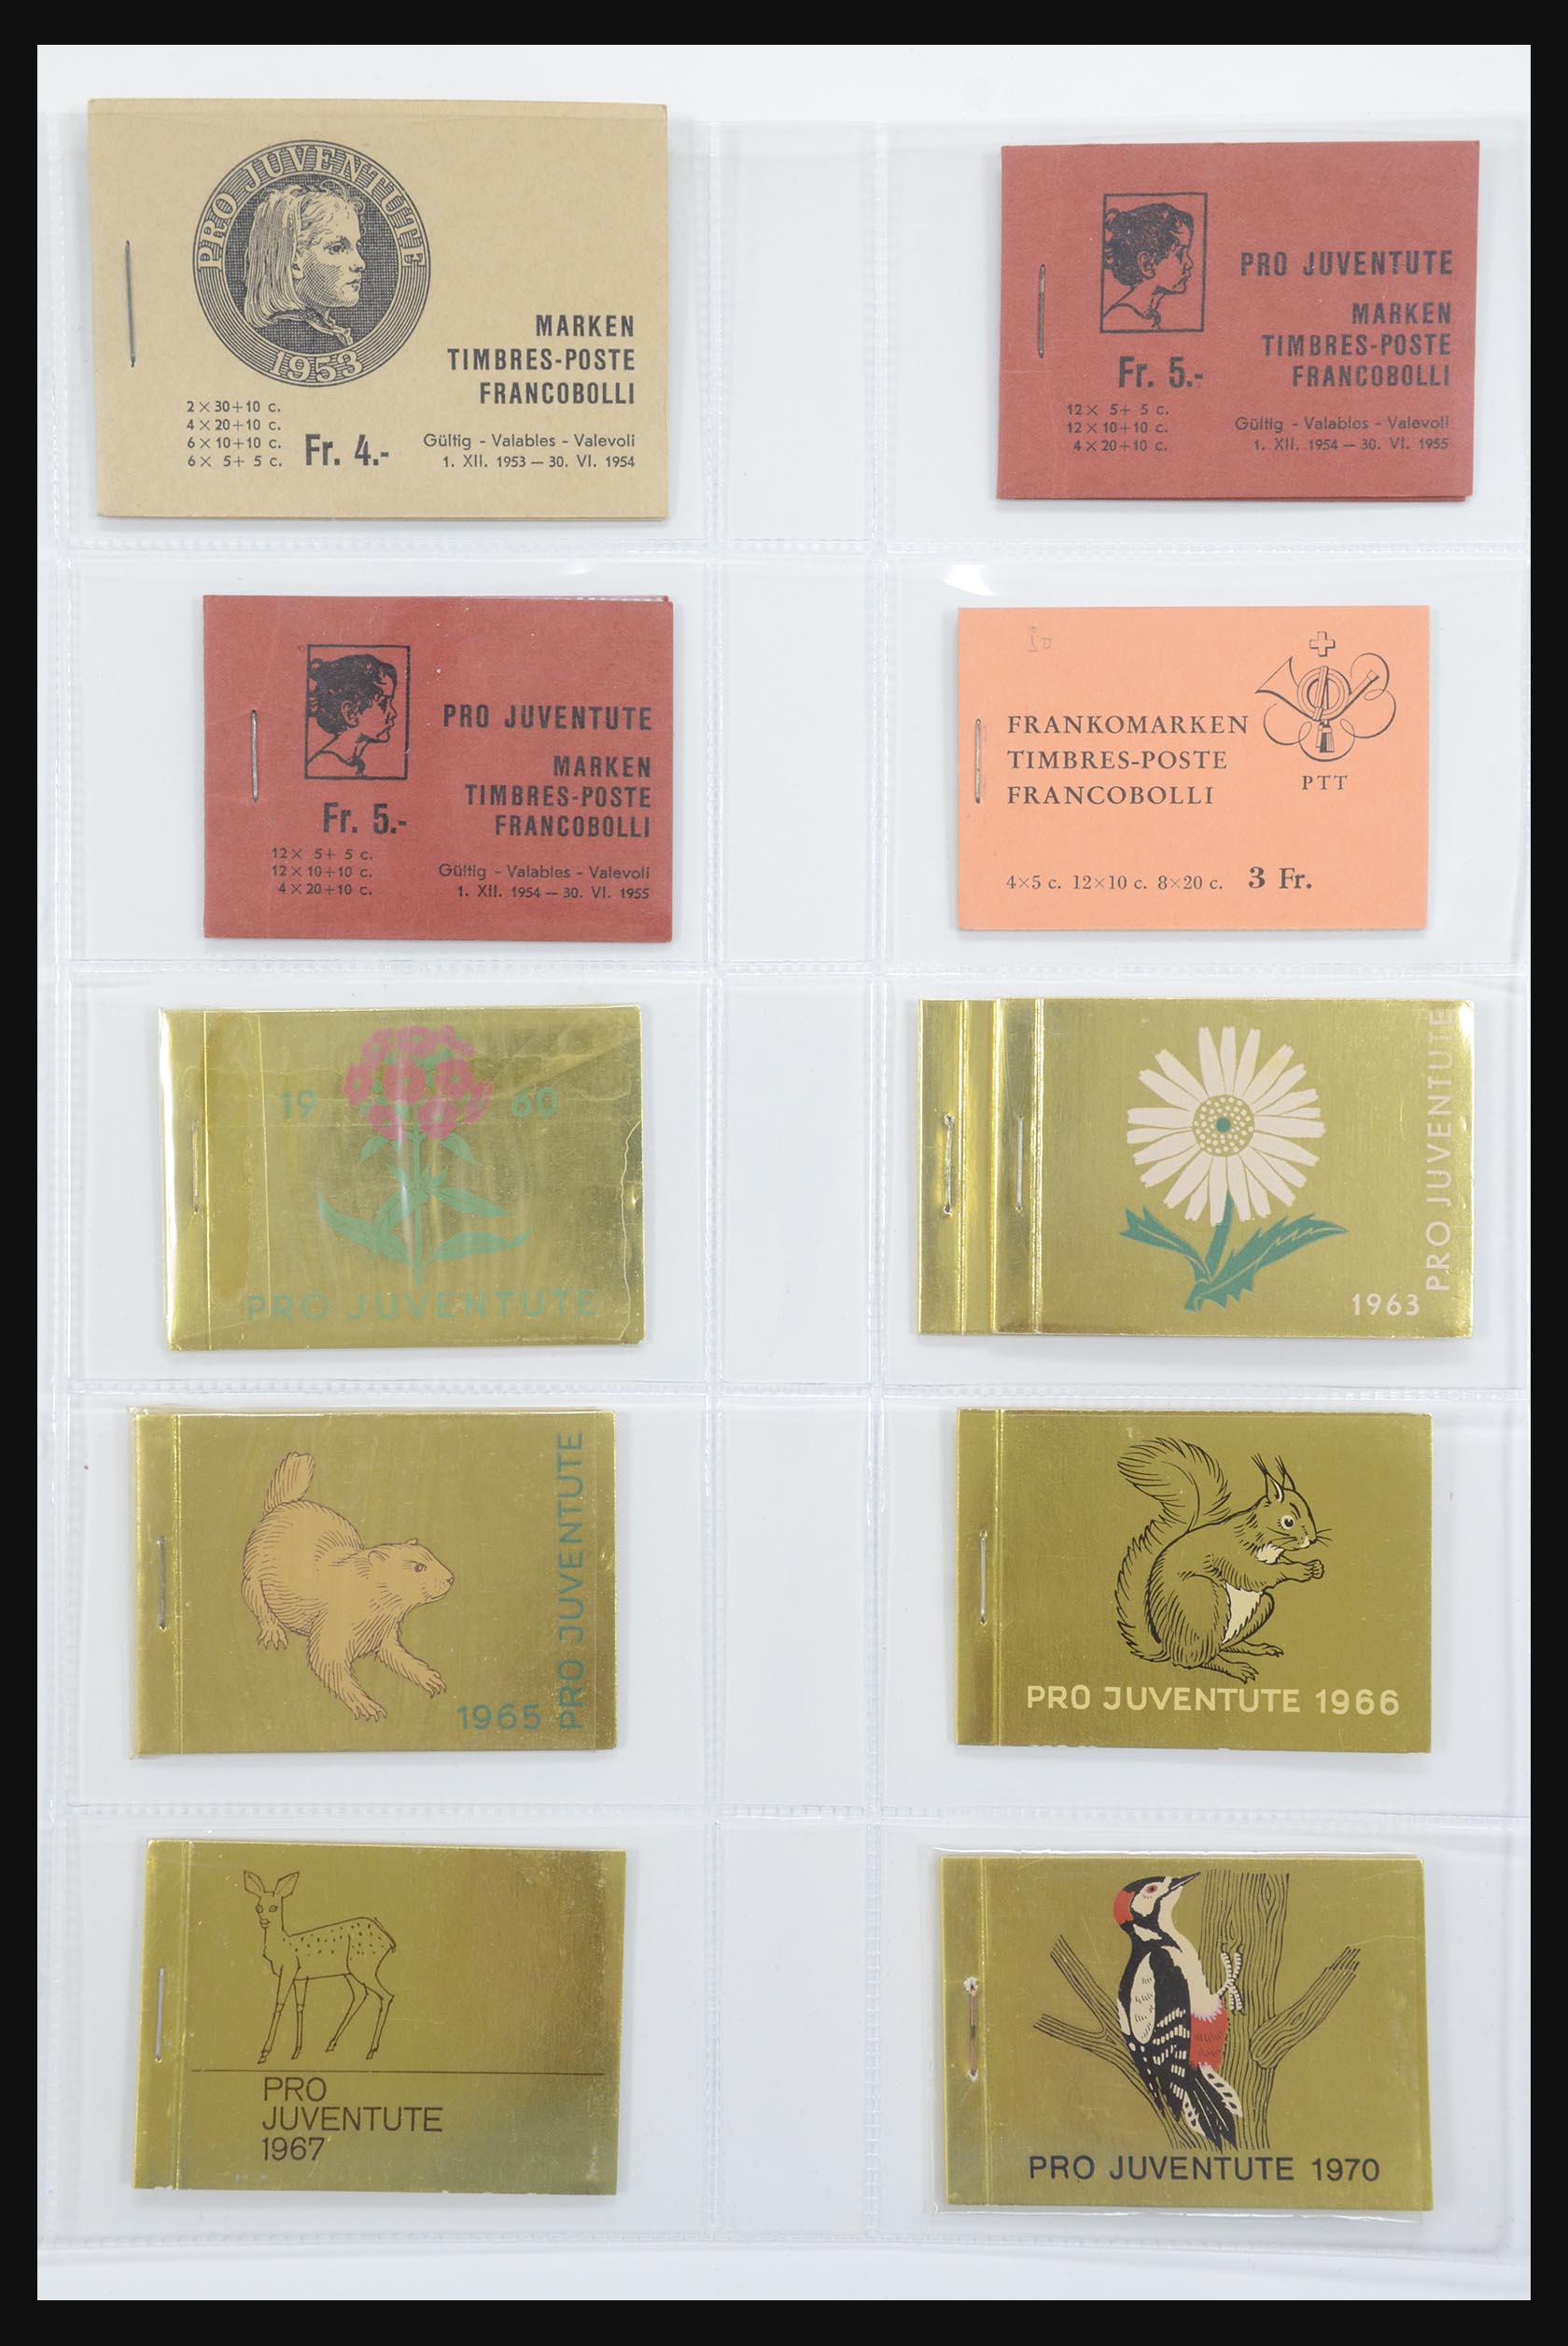 PRO JUVENTUTE
1953
MARKEN
TIMBRES-POSTE
FRANCOBOLLI
2×30+10 c.
4×20+10 c.
6×10+10 c.
6× 5+ 5 c.
Fr. 4.-
Gültig - Valables - Valevoli
1. XII. 1953 — 30. VI. 1954
PRO JUVENTUTE
MARKEN
TIMBRES-POSTE
FRANCOBOLLI
Fr. 5.-
12× 5+ 5 c.
12×10+10 c.
4×20+10 c.
Gültig - Valables - Valevoli
1. XII. 1954 — 30. VI. 1955
PRO JUVENTUTE
MARKEN
TIMBRES-POSTE
FRANCOBOLLI
Fr. 5.-
12× 5+ 5 c.
12×10+10 c.
4×20+10 c.
Gültig - Valables - Valevoli
1. XII. 1954 — 30. VI. 1955
FRANKOMARKEN
TIMBRES-POSTE
FRANCOBOLLI
PTT
4×5 c. 12×10 c. 8×20 c. 3 Fr.
19 60
PRO JUVENTUTE
PRO JUVENTUTE
1963
PRO JUVENTUTE
1965
PRO JUVENTUTE 1966
PRO
JUVENTUTE
1967
PRO JUVENTUTE 1970